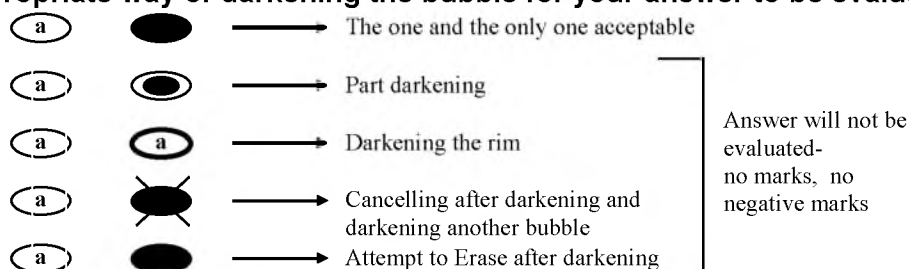 propriate way of darkening the bubble for your answer to be evalu
a The one and the only one acceptable
a Part darkening
a a Darkening the rim
a Cancelling after darkening and
darkening another bubble
a Attempt to Erase after darkening
Answer will not be
evaluated-
no marks, no
negative marks